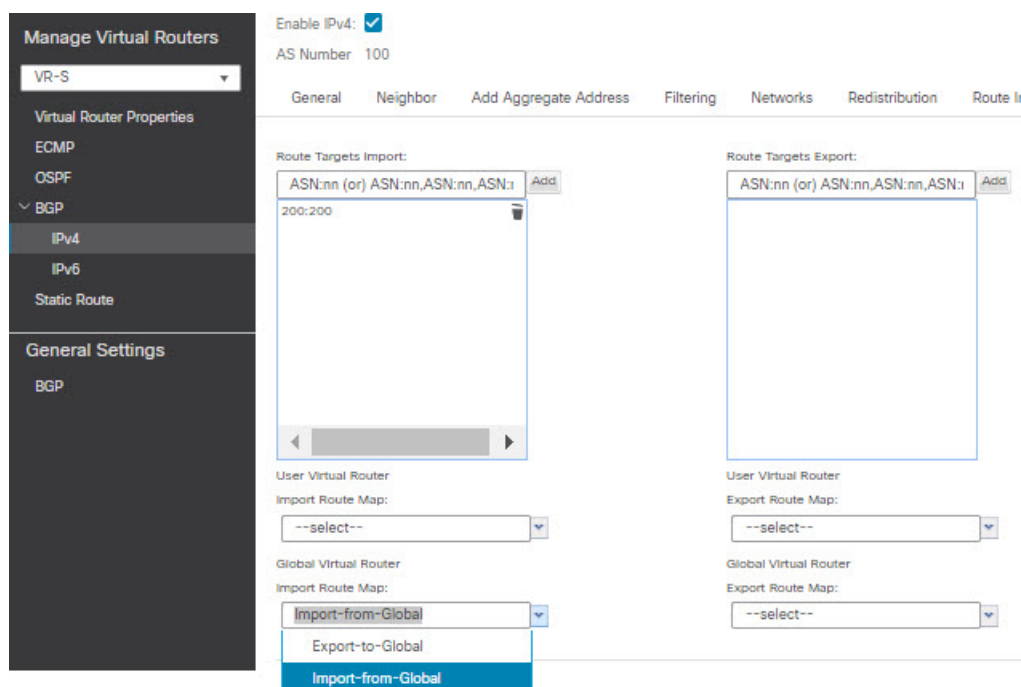 Manage Virtual Routers
VR-S
Virtual Router Properties
ECMP
OSPF
BGP
IPv4
IPv6
Static Route
General Settings
BGP
Enable IPv4:
AS Number 100
General Neighbor Add Aggregate Address Filtering Networks Redistribution Route I
Route Targets Import: Route Targets Export:
ASN:nn (or) ASN:nn,ASN:nn,ASN:n Add ASN:nn (or) ASN:nn,ASN:nn,ASN:n Add
200:200
User Virtual Router User Virtual Router
Import Route Map: Export Route Map:
--select-- --select--
Global Virtual Router Global Virtual Router
Import Route Map: Export Route Map:
Import-from-Global --select--
Export-to-Global
Import-from-Global